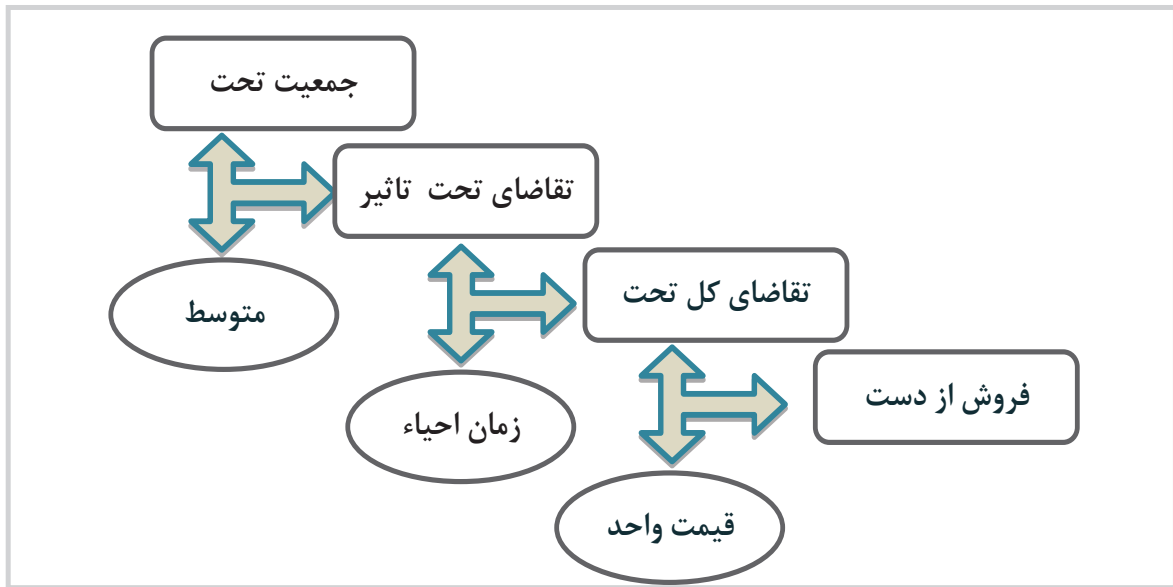 جمعیت تحت
تقاضای تحت تاثیر
متوسط
تقاضای کل تحت
زمان احیاء
فروش از دست
قیمت واحد